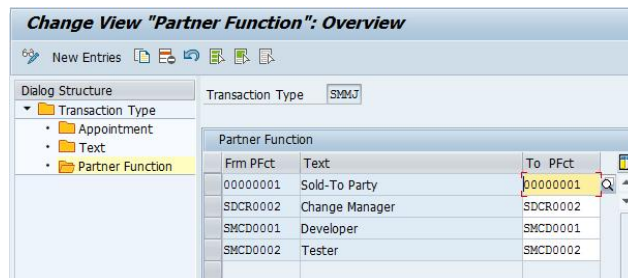 Change View "Partner Function": Overview
New Entries
Dialog Structure
Transaction Type
Appointment
Text
Partner Function
Transaction Type SMMJ
Partner Function
Frm PFct Text To PFct
00000001 Sold-To Party 00000001
SDCR0002 Change Manager SDCR0002
SMCD0001 Developer SMCD0001
SMCD0002 Tester SMCD0002